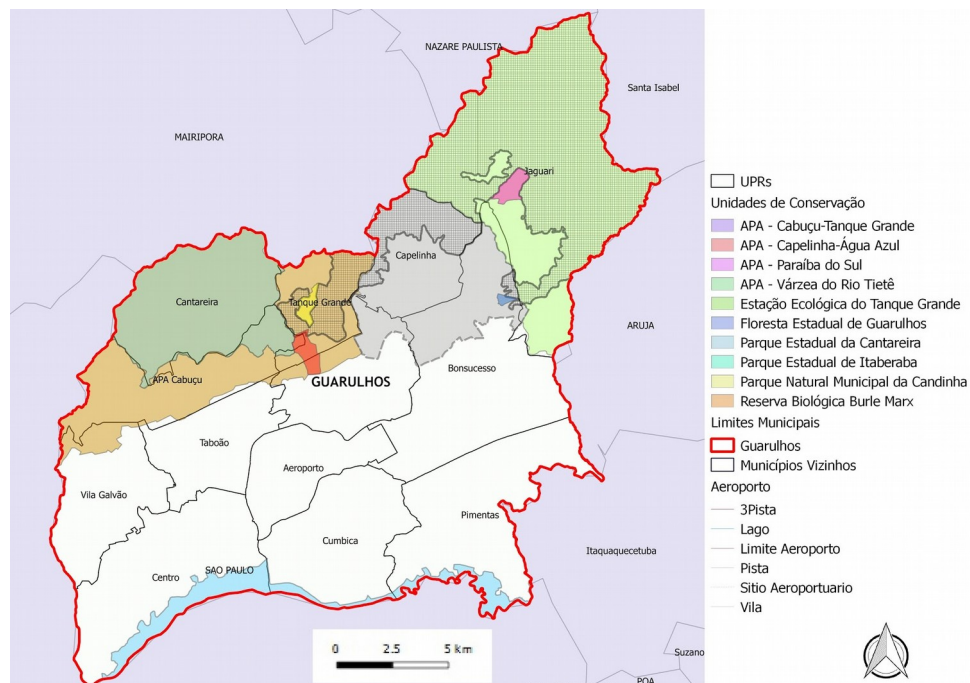 NAZARE PAULISTA
Santa Isabel
MAIRIPORA
Jaguari
Capelinha
Cantareira
Tanque Grande
ARUJA
APA Cabuçu
GUARULHOS
Bonsucesso
Taboão
Aeroporto
Vila Galvão
Pimentas
Cumbica
Itaquaquecetuba
Centro
SAO PAULO
0 2.5 5 km
Suzano
POA
UPRs
Unidades de Conservação
APA - Cabuçu-Tanque Grande
APA - Capelinha-Água Azul
APA - Paraíba do Sul
APA - Várzea do Rio Tietê
Estação Ecológica do Tanque Grande
Floresta Estadual de Guarulhos
Parque Estadual da Cantareira
Parque Estadual de Itaberaba
Parque Natural Municipal da Candinha
Reserva Biológica Burle Marx
Limites Municipais
Guarulhos
Municípios Vizinhos
Aeroporto
3Pista
Lago
Limite Aeroporto
Pista
Sitio Aeroportuario
Vila